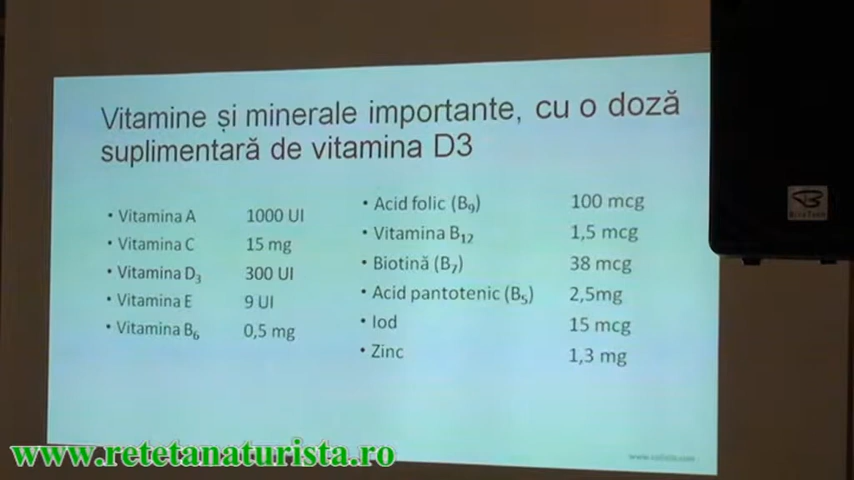 Vitamine și minerale importante, cu o doză
suplimentară de vitamina D3
• Vitamina A 1000 UI
• Vitamina C 15 mg
• Vitamina D3 300 UI
• Vitamina E 9 UI
• Vitamina B6 0,5 mg
• Acid folic (B9) 100 mcg
• Vitamina B12 1,5 mcg
• Biotină (B7) 38 mcg
• Acid pantotenic (B5) 2,5mg
• Iod 15 mcg
• Zinc 1,3 mg
www.retetanaturista.ro